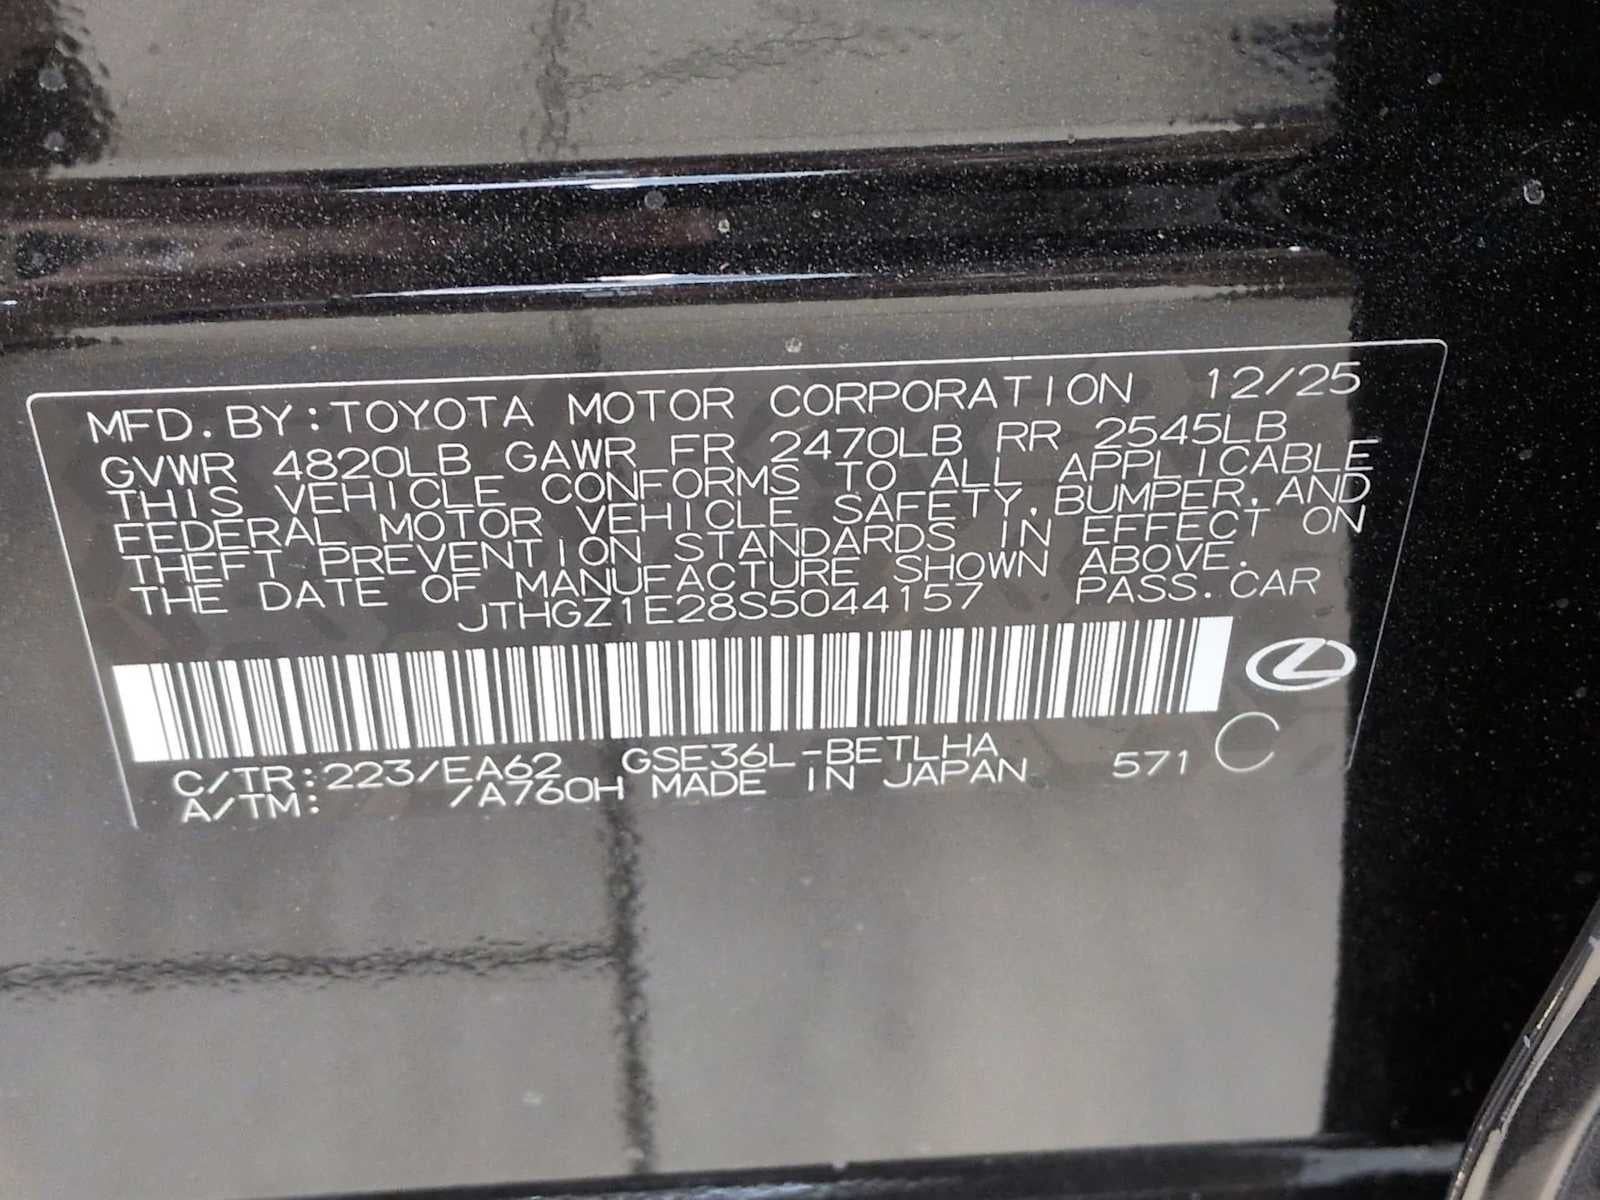 MFD. BY: TOYOTA MOTOR CORPORATION 12/25
GVWR 4820LB GAWR FR 2470LB RR 2545LB
THIS VEHICLE CONFORMS TO ALL APPLICABLE
FEDERAL MOTOR VEHICLE SAFETY, BUMPER, AND
THEFT PREVENTION STANDARDS IN EFFECT ON
THE DATE OF MANUFACTURE SHOWN ABOVE.
JTHGZ1E28S5044157 PASS. CAR
C/TR: 223/EA62 GSE36L-BETLHA
A/TM: /A760H MADE IN JAPAN 571 C